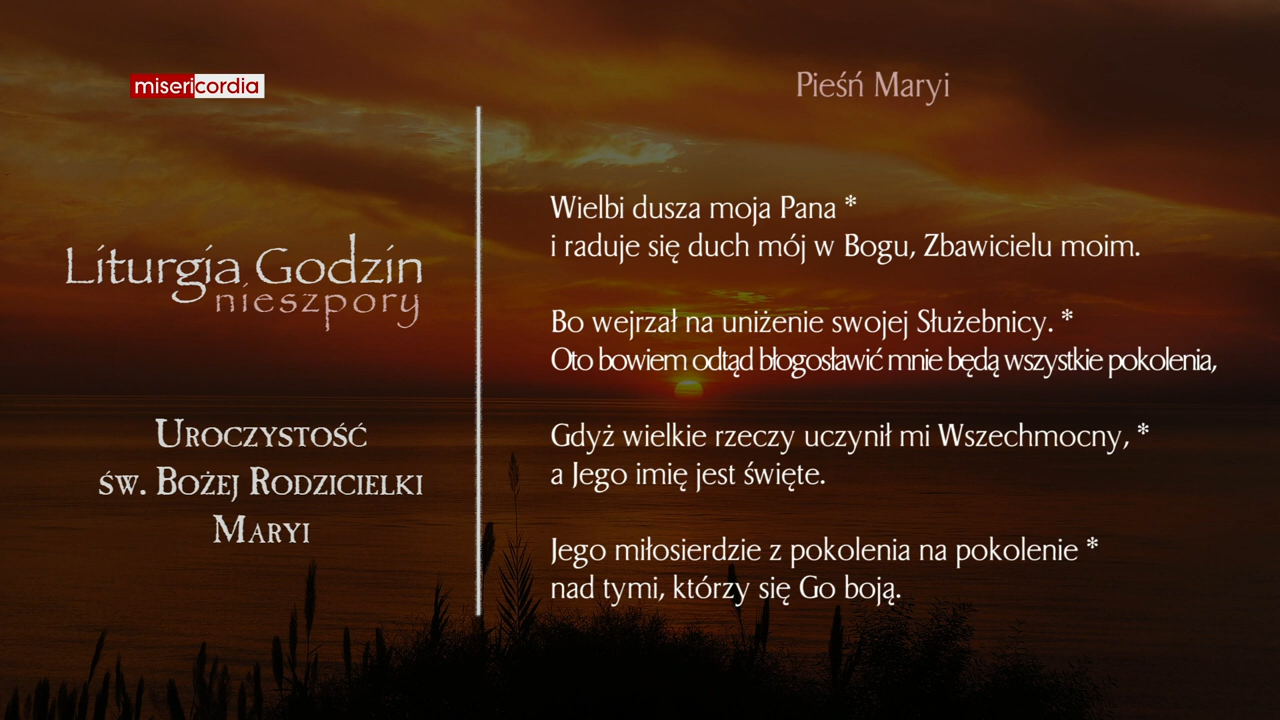 misericordia
Liturgia Godzin
nieszpory
Uroczystość
św. Bożej Rodzicielki
Maryi
Pieśń Maryi
Wielbi dusza moja Pana *
i raduje się duch mój w Bogu, Zbawicielu moim.
Bo wejrzał na uniżenie swojej Służebnicy. *
Oto bowiem odtąd błogosławić mnie będą wszystkie pokolenia,
Gdyż wielkie rzeczy uczynił mi Wszechmocny, *
a Jego imię jest święte.
Jego miłosierdzie z pokolenia na pokolenie *
nad tymi, którzy się Go boją.